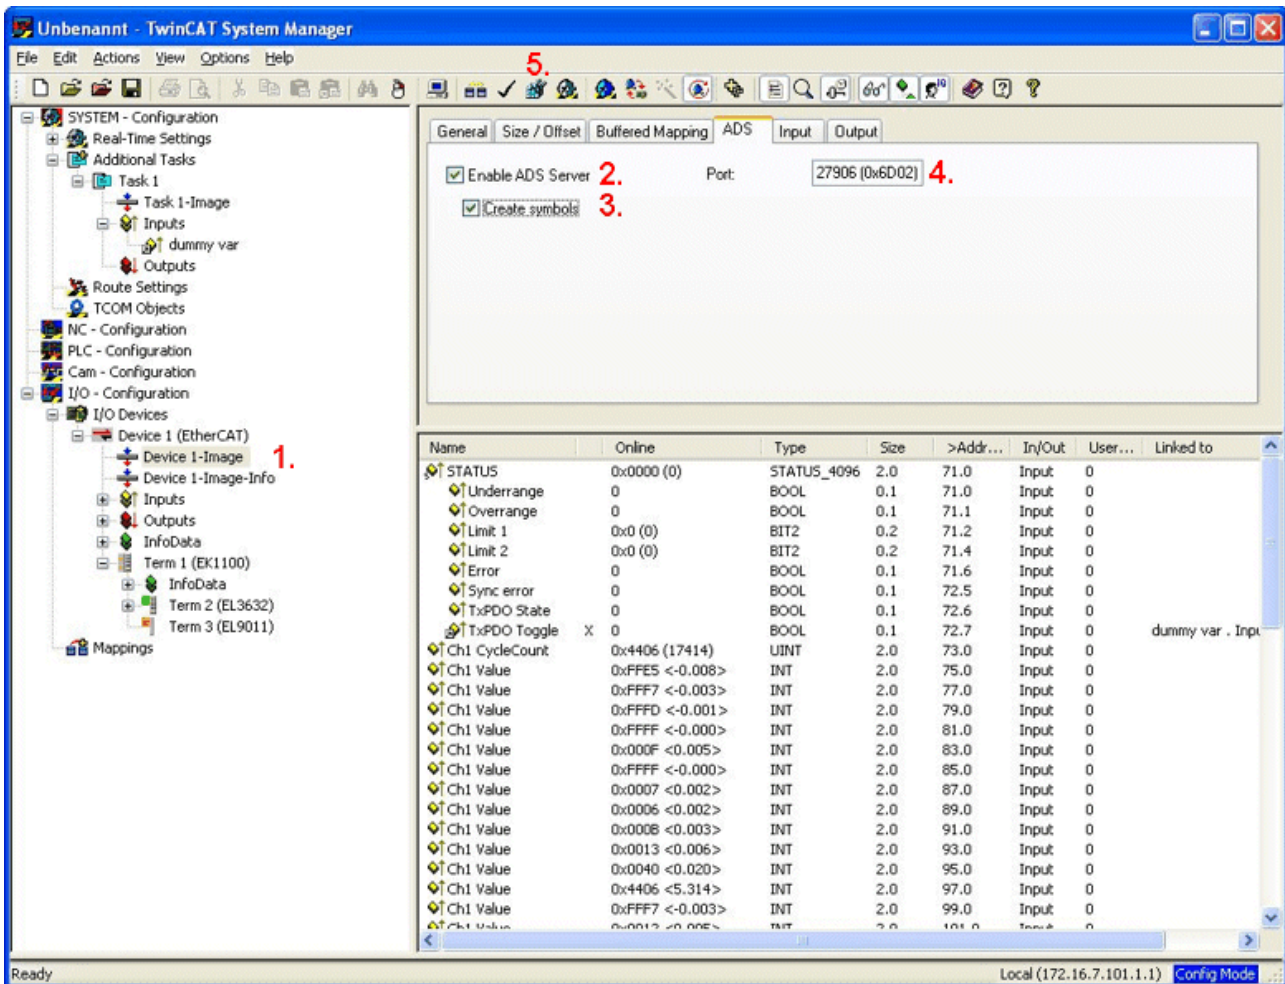 Unbenannt - TwinCAT System Manager
File Edit Actions View Options Help
5.
SYSTEM - Configuration
Real-Time Settings
Additional Tasks
Task 1
Task 1-Image
Inputs
dummy var
Outputs
Route Settings
TCOM Objects
NC - Configuration
PLC - Configuration
Cam - Configuration
I/O - Configuration
I/O Devices
Device 1 (EtherCAT)
Device 1-Image 1.
Device 1-Image-Info
Inputs
Outputs
InfoData
Term 1 (EK1100)
InfoData
Term 2 (EL3632)
Term 3 (EL9011)
Mappings
General Size / Offset Buffered Mapping ADS Input Output
Enable ADS Server 2. Port: 27906 (0x6D02) 4.
Create symbols 3.
Name Online Type Size >Addr... In/Out User... Linked to
STATUS 0x0000 (0) STATUS_4096 2.0 71.0 Input 0
Underrange 0 BOOL 0.1 71.0 Input 0
Overrange 0 BOOL 0.1 71.1 Input 0
Limit 1 0x0 (0) BIT2 0.2 71.2 Input 0
Limit 2 0x0 (0) BIT2 0.2 71.4 Input 0
Error 0 BOOL 0.1 71.6 Input 0
Sync error 0 BOOL 0.1 72.5 Input 0
TxPDO State 0 BOOL 0.1 72.6 Input 0
TxPDO Toggle X 0 BOOL 0.1 72.7 Input 0 dummy var . Inpu
Ch1 CycleCount 0x4406 (17414) UINT 2.0 73.0 Input 0
Ch1 Value 0xFFE5 <-0.008> INT 2.0 75.0 Input 0
Ch1 Value 0xFFF7 <-0.003> INT 2.0 77.0 Input 0
Ch1 Value 0xFFFD <-0.001> INT 2.0 79.0 Input 0
Ch1 Value 0xFFFF <-0.000> INT 2.0 81.0 Input 0
Ch1 Value 0x000F <0.005> INT 2.0 83.0 Input 0
Ch1 Value 0xFFFF <-0.000> INT 2.0 85.0 Input 0
Ch1 Value 0x0007 <0.002> INT 2.0 87.0 Input 0
Ch1 Value 0x0006 <0.002> INT 2.0 89.0 Input 0
Ch1 Value 0x000B <0.003> INT 2.0 91.0 Input 0
Ch1 Value 0x0013 <0.006> INT 2.0 93.0 Input 0
Ch1 Value 0x0040 <0.020> INT 2.0 95.0 Input 0
Ch1 Value 0x4406 <5.314> INT 2.0 97.0 Input 0
Ch1 Value 0xFFF7 <-0.003> INT 2.0 99.0 Input 0
Ch1 Value 0x0012 <0.005> INT 2.0 101.0 Input 0
Ready Local (172.16.7.101.1.1) Config Mode